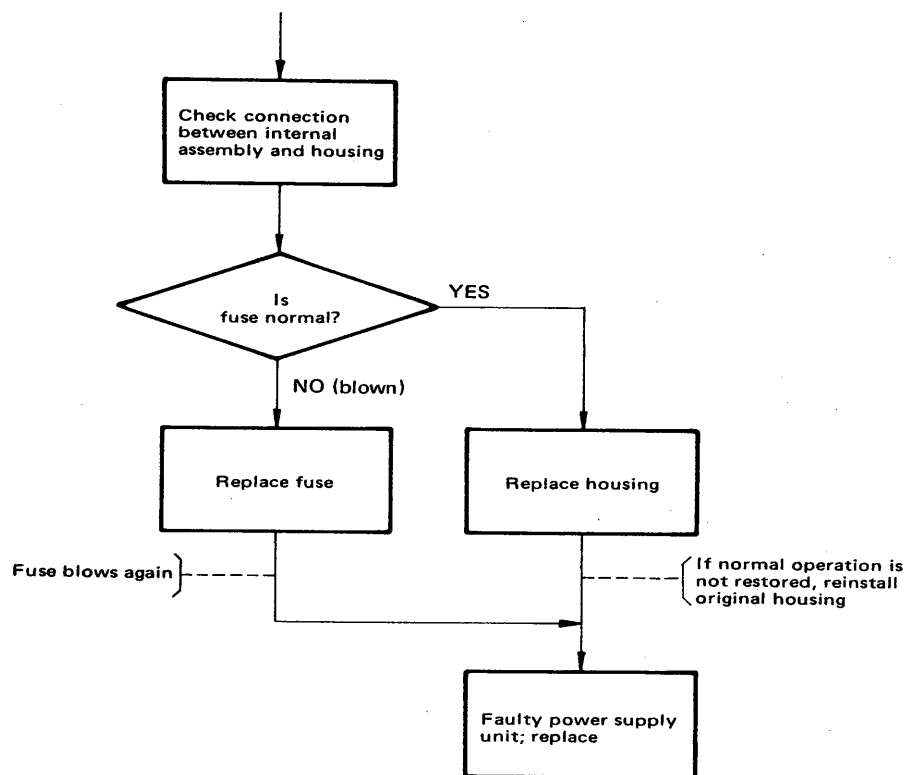 Check connection
between internal
assembly and housing
Is
fuse normal?
YES
NO (blown)
Replace fuse
Replace housing
Fuse blows again
If normal operation is
not restored, reinstall
original housing
Faulty power supply
unit; replace